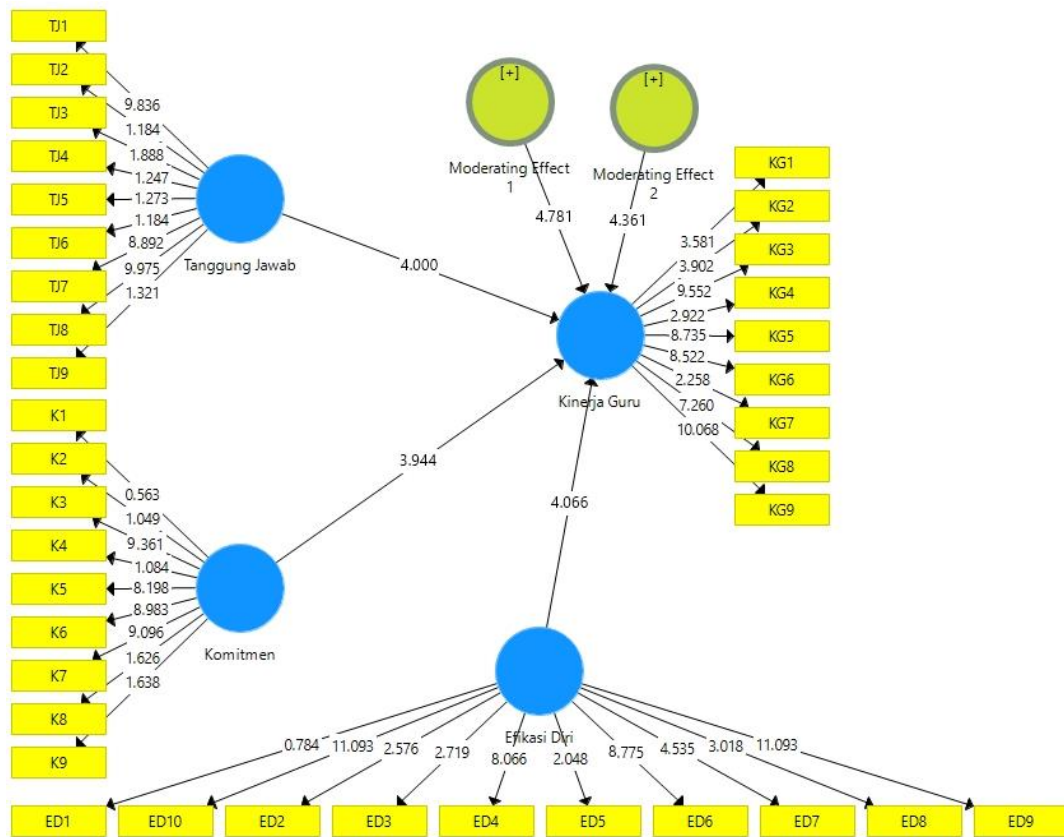 TJ1
TJ2
TJ3
TJ4
TJ5
TJ6
TJ7
TJ8
TJ9
9.836
1.184
1.888
1.247
1.273
1.184
8.892
9.975
1.321
Tanggung Jawab
[+]
Moderating Effect
1
[+]
Moderating Effect
2
4.781
4.361
4.000
KG1
KG2
KG3
KG4
KG5
KG6
KG7
KG8
KG9
3.581
3.902
9.552
2.922
8.735
8.522
2.258
7.260
10.068
Kinerja Guru
K1
K2
K3
K4
K5
K6
K7
K8
K9
0.563
1.049
9.361
1.084
8.198
8.983
9.096
1.626
1.638
Komitmen
3.944
4.066
Efikasi Diri
0.784
11.093
2.576
2.719
8.066
2.048
8.775
4.535
3.018
11.093
ED1
ED10
ED2
ED3
ED4
ED5
ED6
ED7
ED8
ED9